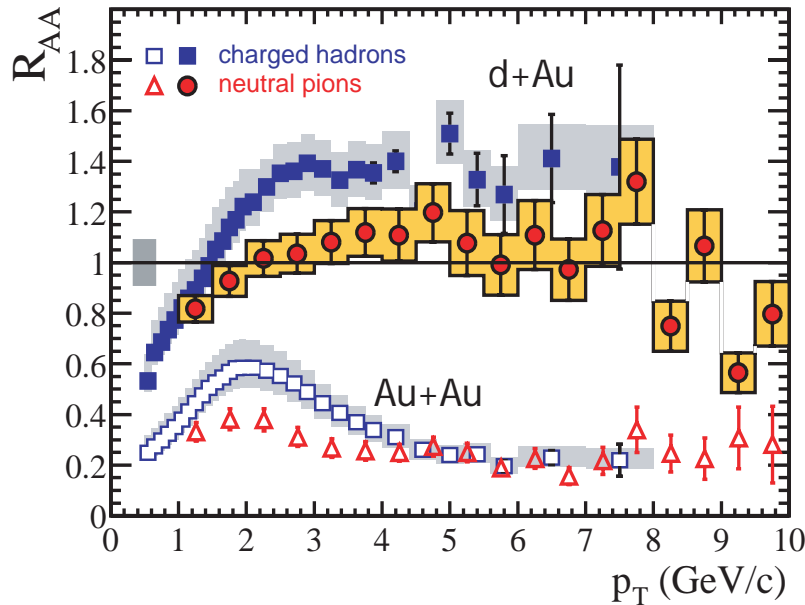 R_AA
1.8
1.6
1.4
1.2
1
0.8
0.6
0.4
0.2
0
charged hadrons
neutral pions
d+Au
Au+Au
0 1 2 3 4 5 6 7 8 9 10
p_T (GeV/c)